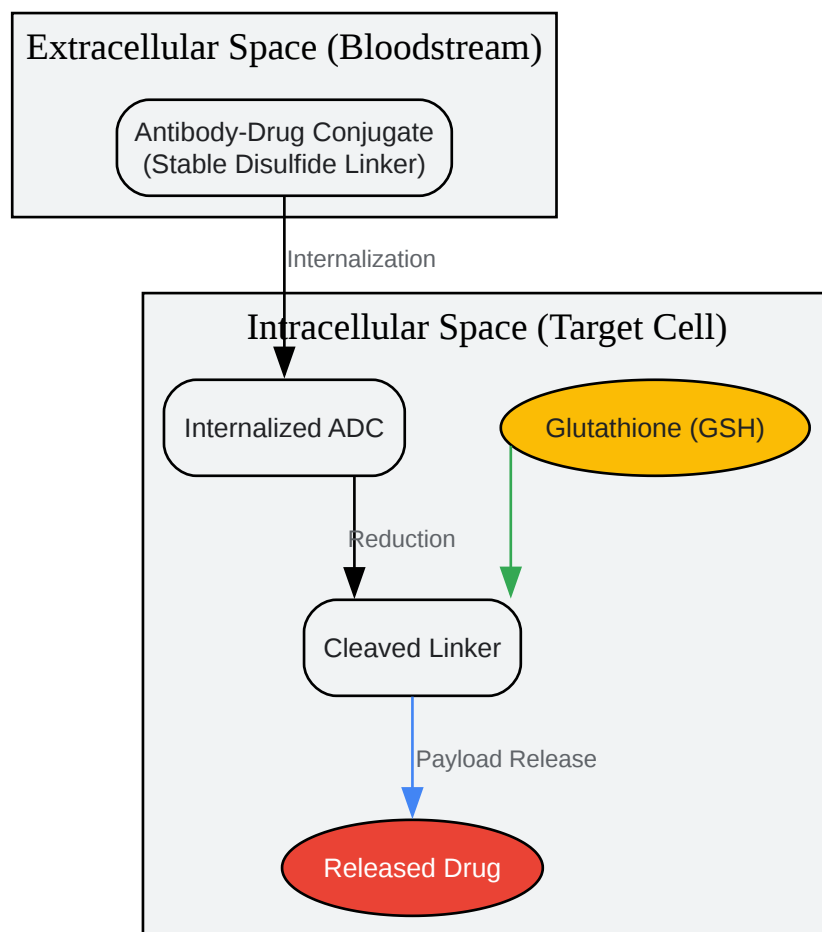 Extracellular Space (Bloodstream)
Antibody-Drug Conjugate
(Stable Disulfide Linker)
Internalization
Intracellular Space (Target Cell)
Internalized ADC
Glutathione (GSH)
Reduction
Cleaved Linker
Payload Release
Released Drug